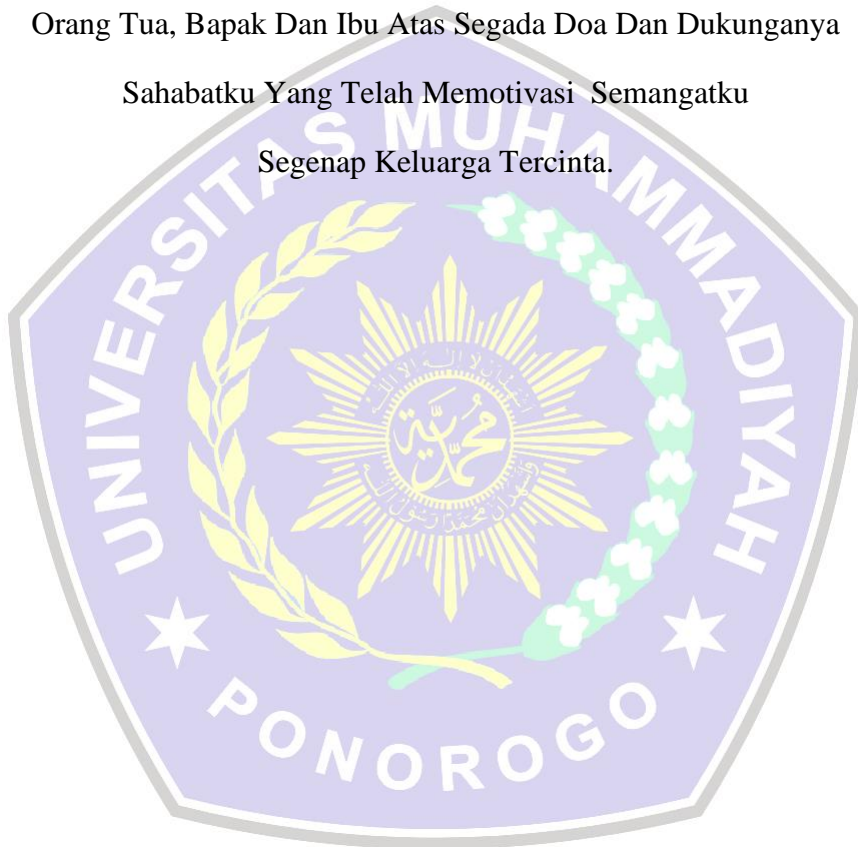 Orang Tua, Bapak Dan Ibu Atas Segada Doa Dan Dukunganya
Sahabatku Yang Telah Memotivasi  Semangatku
Segenap Keluarga Tercinta.
UNIVERSITAS MUHAMMADIYAH
محمدية
PONOROGO